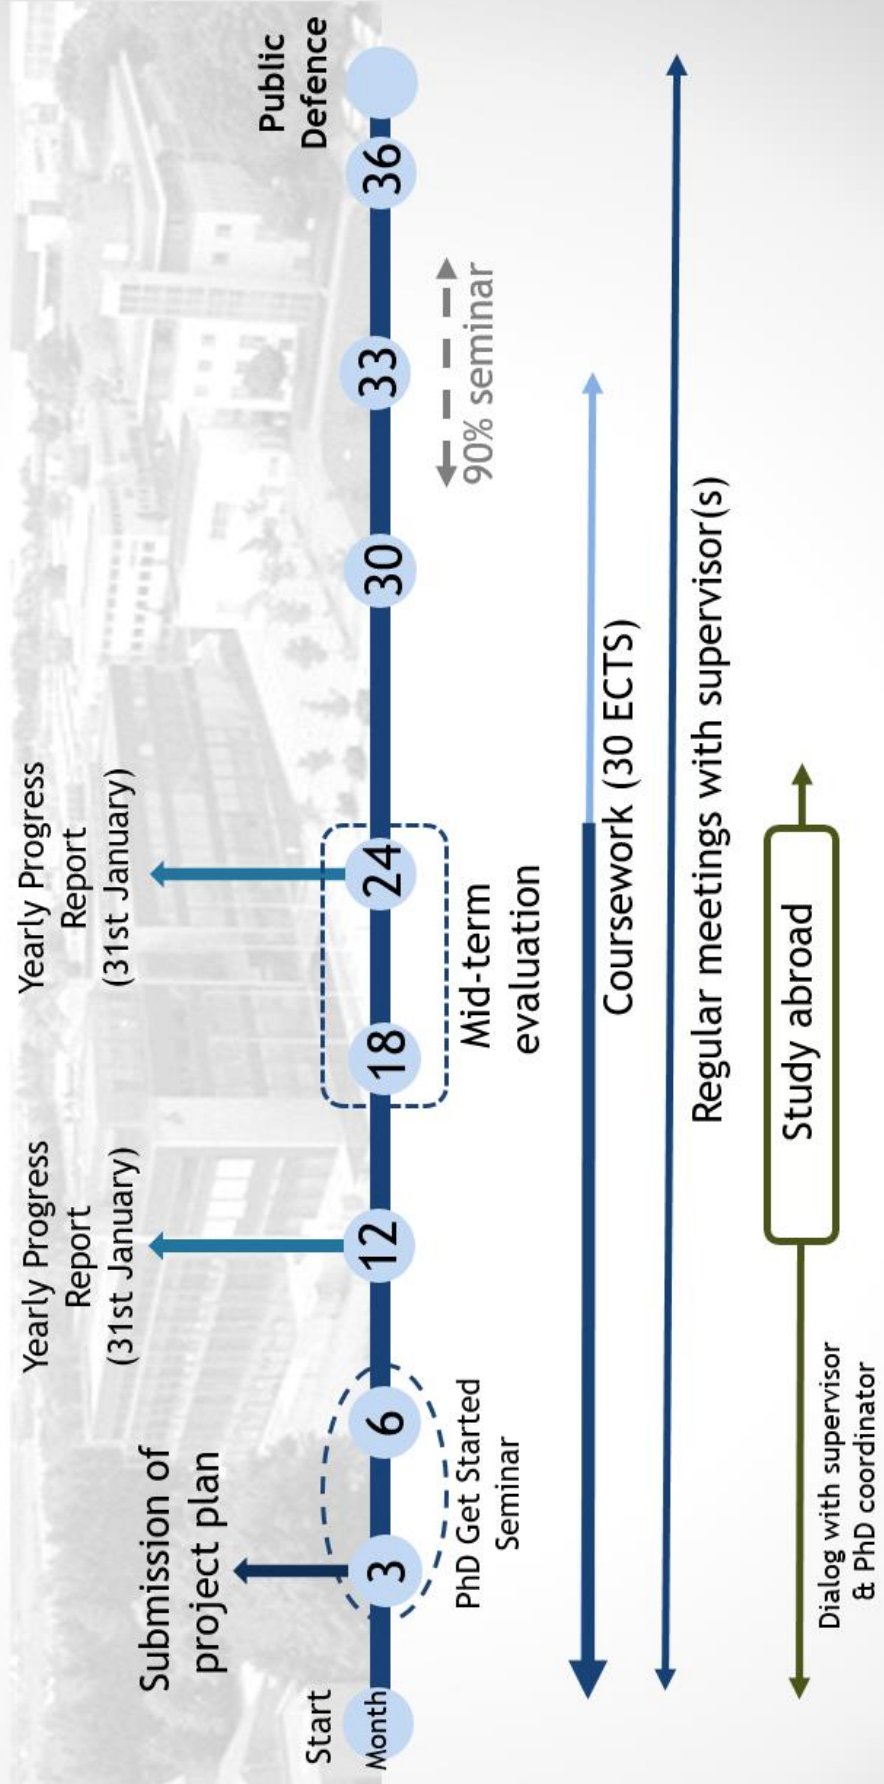 Start
Month
Submission of
project plan
3
6
PhD Get Started
Seminar
Yearly Progress
Report
(31st January)
12
18
24
Mid-term
evaluation
Yearly Progress
Report
(31st January)
30
33
36
90% seminar
Public
Defence
Coursework (30 ECTS)
Regular meetings with supervisor(s)
Study abroad
Dialog with supervisor
& PhD coordinator